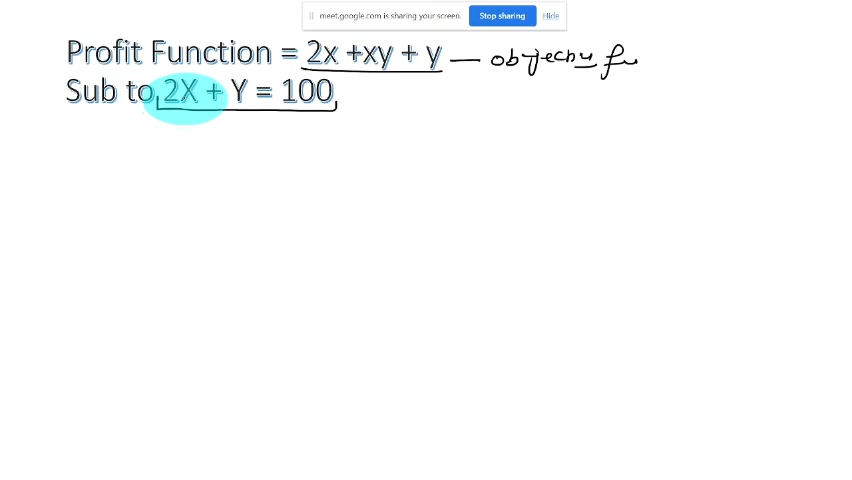 meet.google.com is sharing your screen. Stop sharing Hide
Profit Function = 2x +xy + y — objective fu
Sub to 2X + Y = 100